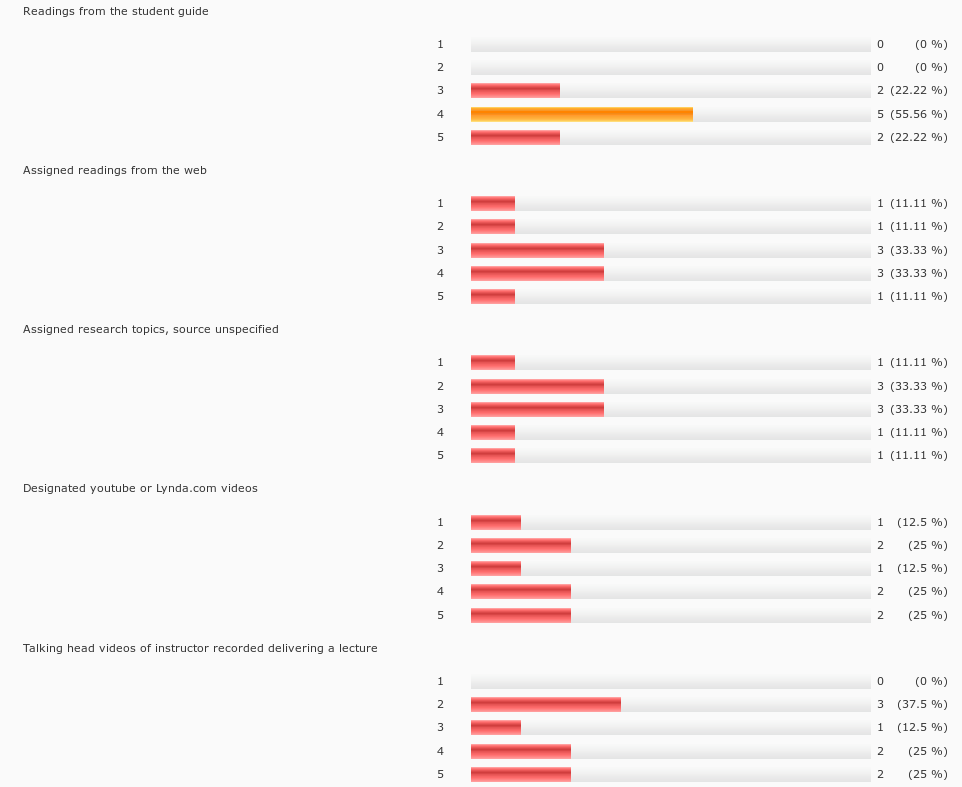 Readings from the student guide
1 0 (0 %)
2 0 (0 %)
3 2 (22.22 %)
4 5 (55.56 %)
5 2 (22.22 %)
Assigned readings from the web
1 1 (11.11 %)
2 1 (11.11 %)
3 3 (33.33 %)
4 3 (33.33 %)
5 1 (11.11 %)
Assigned research topics, source unspecified
1 1 (11.11 %)
2 3 (33.33 %)
3 3 (33.33 %)
4 1 (11.11 %)
5 1 (11.11 %)
Designated youtube or Lynda.com videos
1 1 (12.5 %)
2 2 (25 %)
3 1 (12.5 %)
4 2 (25 %)
5 2 (25 %)
Talking head videos of instructor recorded delivering a lecture
1 0 (0 %)
2 3 (37.5 %)
3 1 (12.5 %)
4 2 (25 %)
5 2 (25 %)